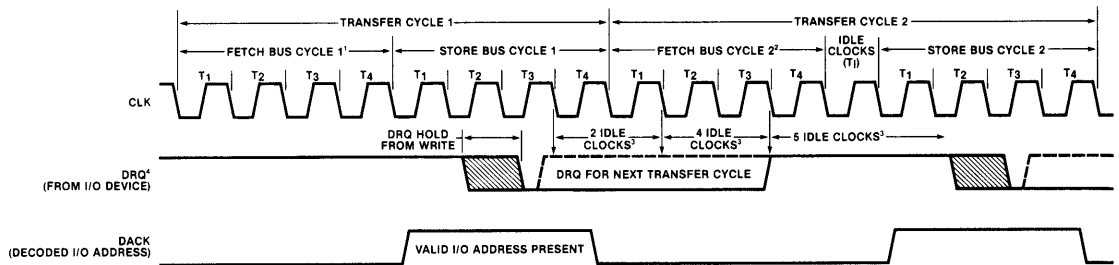 TRANSFER CYCLE 1
TRANSFER CYCLE 2
FETCH BUS CYCLE 1¹
STORE BUS CYCLE 1
FETCH BUS CYCLE 2²
IDLE
CLOCKS
(TI)
STORE BUS CYCLE 2
T1 T2 T3 T4 T1 T2 T3 T4 T1 T2 T3 T4 T1 T2 T3 T4
CLK
DRQ HOLD
FROM WRITE
2 IDLE
CLOCKS³
4 IDLE
CLOCKS³
5 IDLE CLOCKS³
DRQ⁴
(FROM I/O DEVICE)
DRQ FOR NEXT TRANSFER CYCLE
DACK
(DECODED I/O ADDRESS)
VALID I/O ADDRESS PRESENT